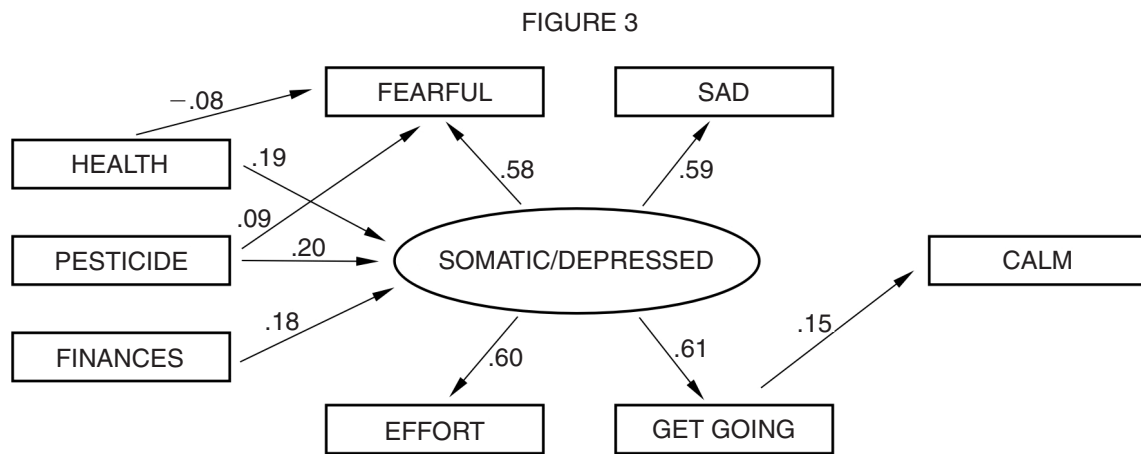 FIGURE 3
FEARFUL
SAD
−.08
HEALTH
.19
.58
.59
.09
PESTICIDE
.20
SOMATIC/DEPRESSED
CALM
.18
.15
FINANCES
.60
.61
EFFORT
GET GOING